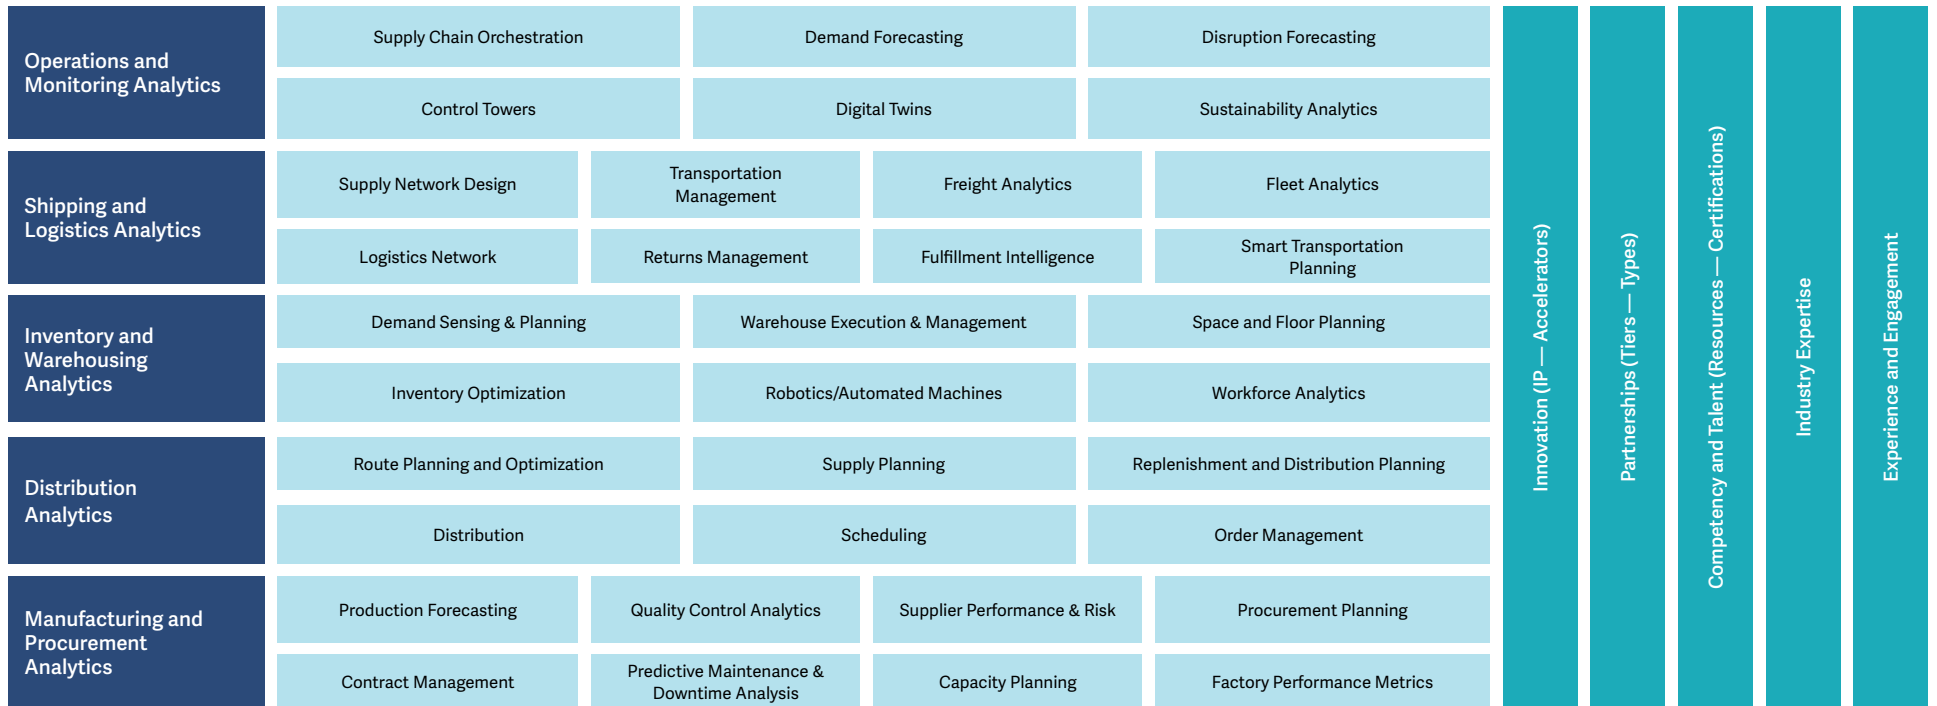 Operations and
Monitoring Analytics
Supply Chain Orchestration
Demand Forecasting
Disruption Forecasting
Control Towers
Digital Twins
Sustainability Analytics
Shipping and
Logistics Analytics
Supply Network Design
Transportation
Management
Freight Analytics
Fleet Analytics
Logistics Network
Returns Management
Fulfillment Intelligence
Smart Transportation
Planning
Inventory and
Warehousing
Analytics
Demand Sensing & Planning
Warehouse Execution & Management
Space and Floor Planning
Inventory Optimization
Robotics/Automated Machines
Workforce Analytics
Distribution
Analytics
Route Planning and Optimization
Supply Planning
Replenishment and Distribution Planning
Distribution
Scheduling
Order Management
Manufacturing and
Procurement
Analytics
Production Forecasting
Quality Control Analytics
Supplier Performance & Risk
Procurement Planning
Contract Management
Predictive Maintenance &
Downtime Analysis
Capacity Planning
Factory Performance Metrics
Innovation (IP — Accelerators)
Partnerships (Tiers — Types)
Competency and Talent (Resources — Certifications)
Industry Expertise
Experience and Engagement